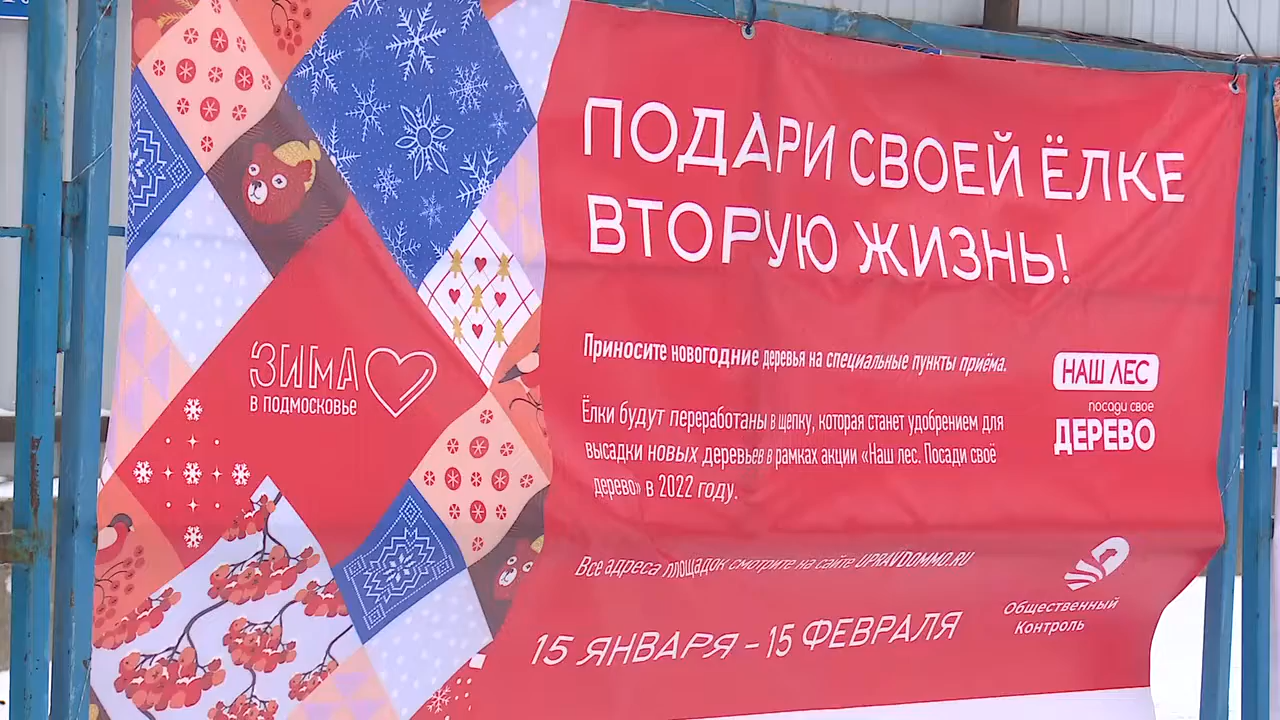 ПОДАРИ СВОЕЙ ЁЛКЕ
ВТОРУЮ ЖИЗНЬ!
ЗИМА
В ПОДМОСКОВЬЕ
Приносите новогодние деревья на специальные пункты приёма.
Ёлки будут переработаны в щепку, которая станет удобрением для
высадки новых деревьев в рамках акции «Наш лес. Посади своё
дерево» в 2022 году.
НАШ ЛЕС
посади свое
ДЕРЕВО
Все адреса площадок смотрите на сайте UPRAVDOMMO.RU
15 ЯНВАРЯ – 15 ФЕВРАЛЯ
Общественный
Контроль